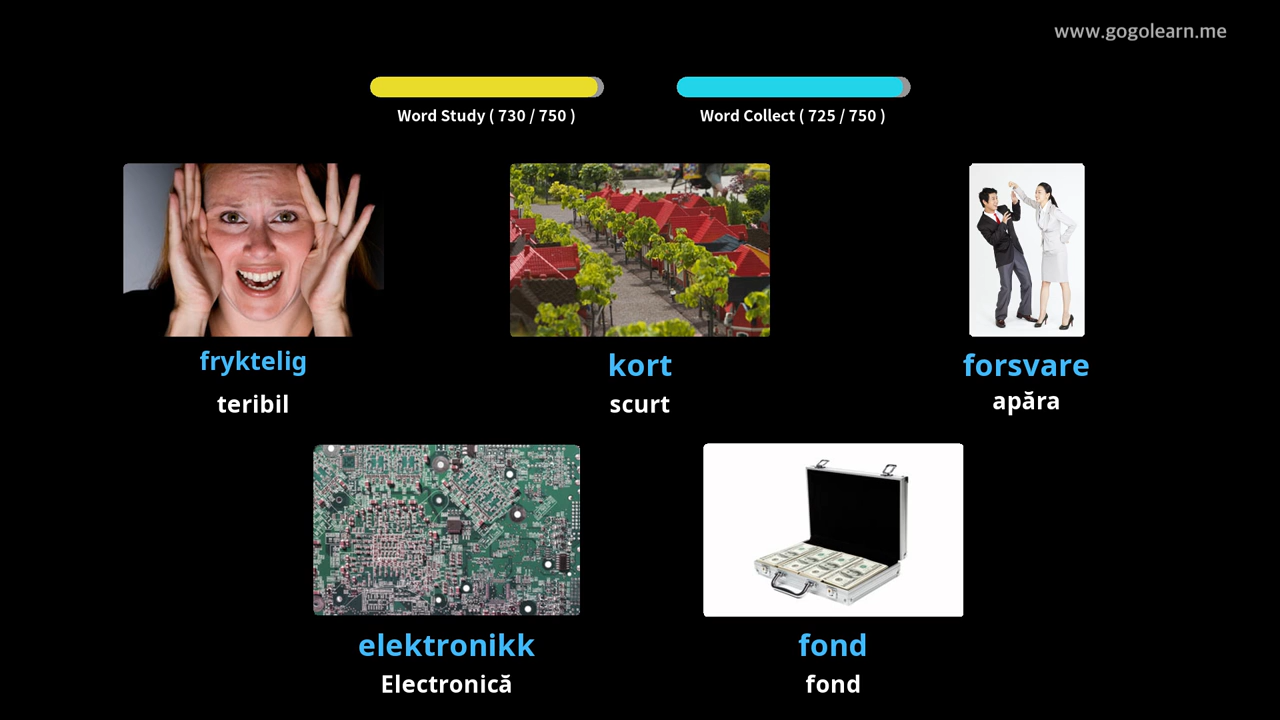 www.gogolearn.me
Word Study ( 730 / 750 )
Word Collect ( 725 / 750 )
fryktelig
kort
forsvare
teribil
scurt
apăra
elektronikk
fond
Electronică
fond